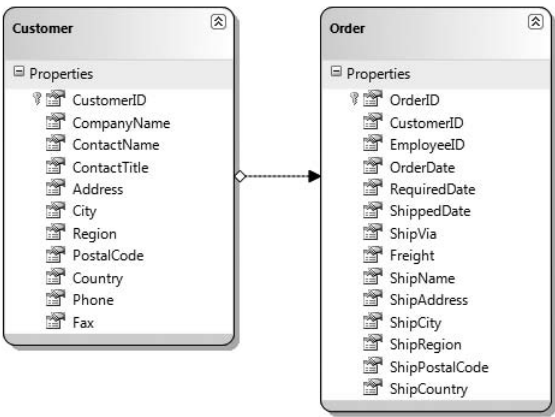 Customer
Properties
CustomerID
CompanyName
ContactName
ContactTitle
Address
City
Region
PostalCode
Country
Phone
Fax
Order
Properties
OrderID
CustomerID
EmployeeID
OrderDate
RequiredDate
ShippedDate
ShipVia
Freight
ShipName
ShipAddress
ShipCity
ShipRegion
ShipPostalCode
ShipCountry